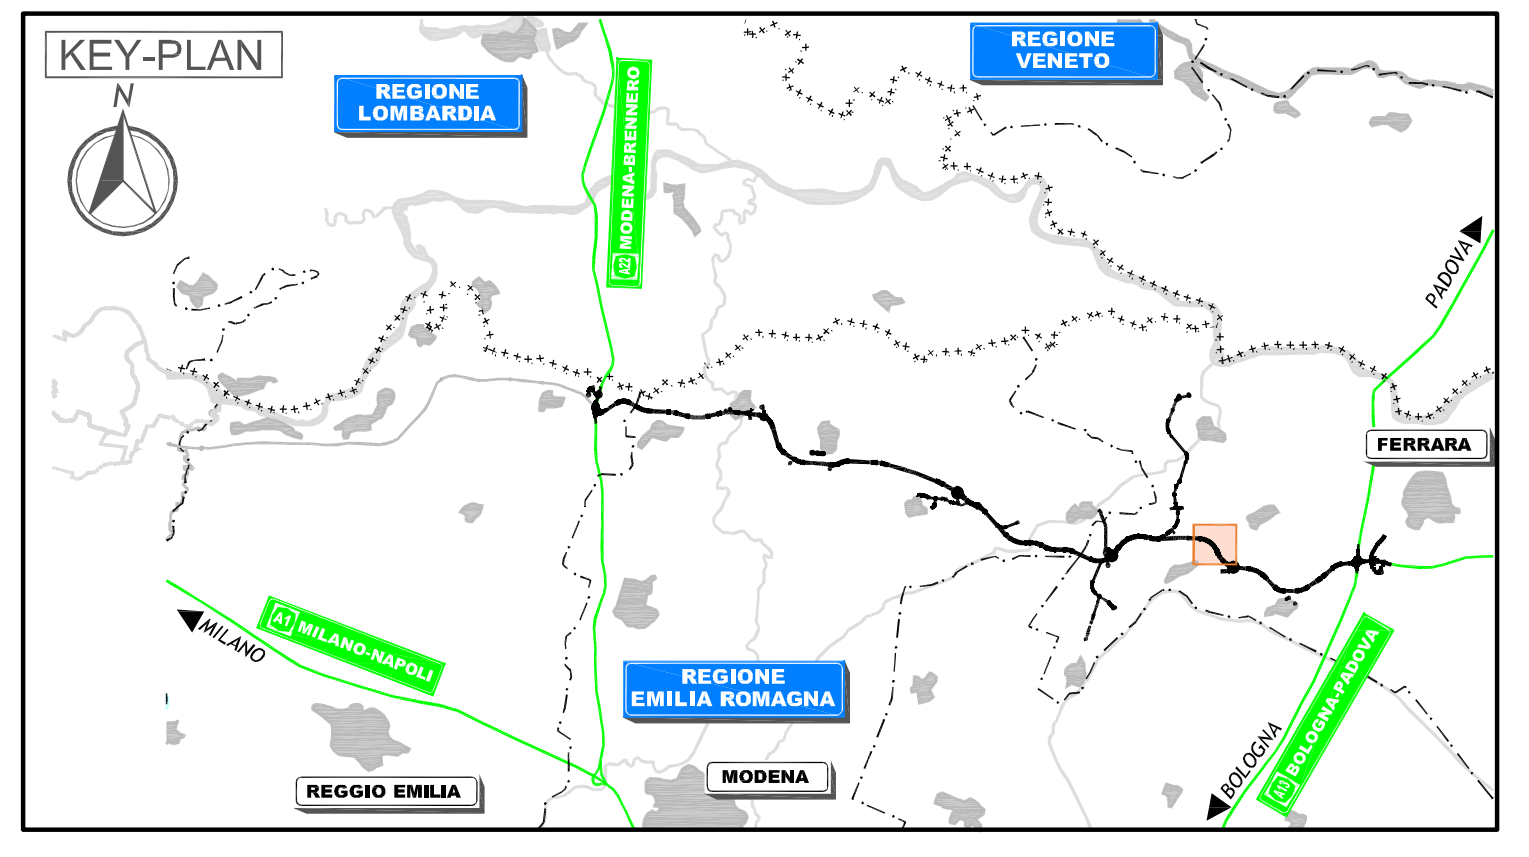 KEY-PLAN
N
REGIONE
LOMBARDIA
A22 MODENA-BRENNERO
REGIONE
VENETO
PADOVA
FERRARA
MILANO
A1 MILANO-NAPOLI
REGIONE
EMILIA ROMAGNA
REGGIO EMILIA
MODENA
BOLOGNA
A13 BOLOGNA-PADOVA